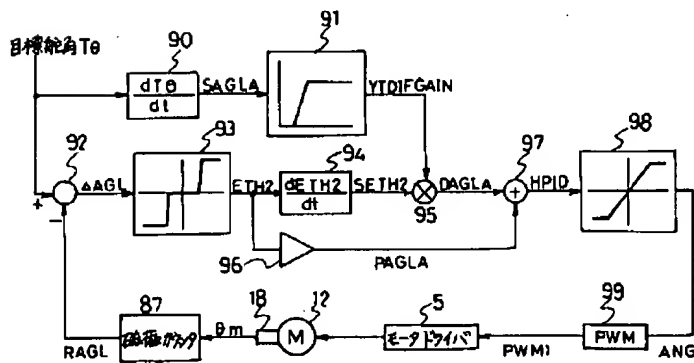 目標舵角Tθ
90
91
dTθ
dt
SAGLA
YTDIFGAIN
92
93
94
97
98
+
-
ΔAGL
ETH2
dETH2
dt
SETH2
95
DAGLA
+
HPID
96
PAGLA
87
18
12
5
99
θm
M
モータドライバ
PWM
RAGL
PWM1
ANG